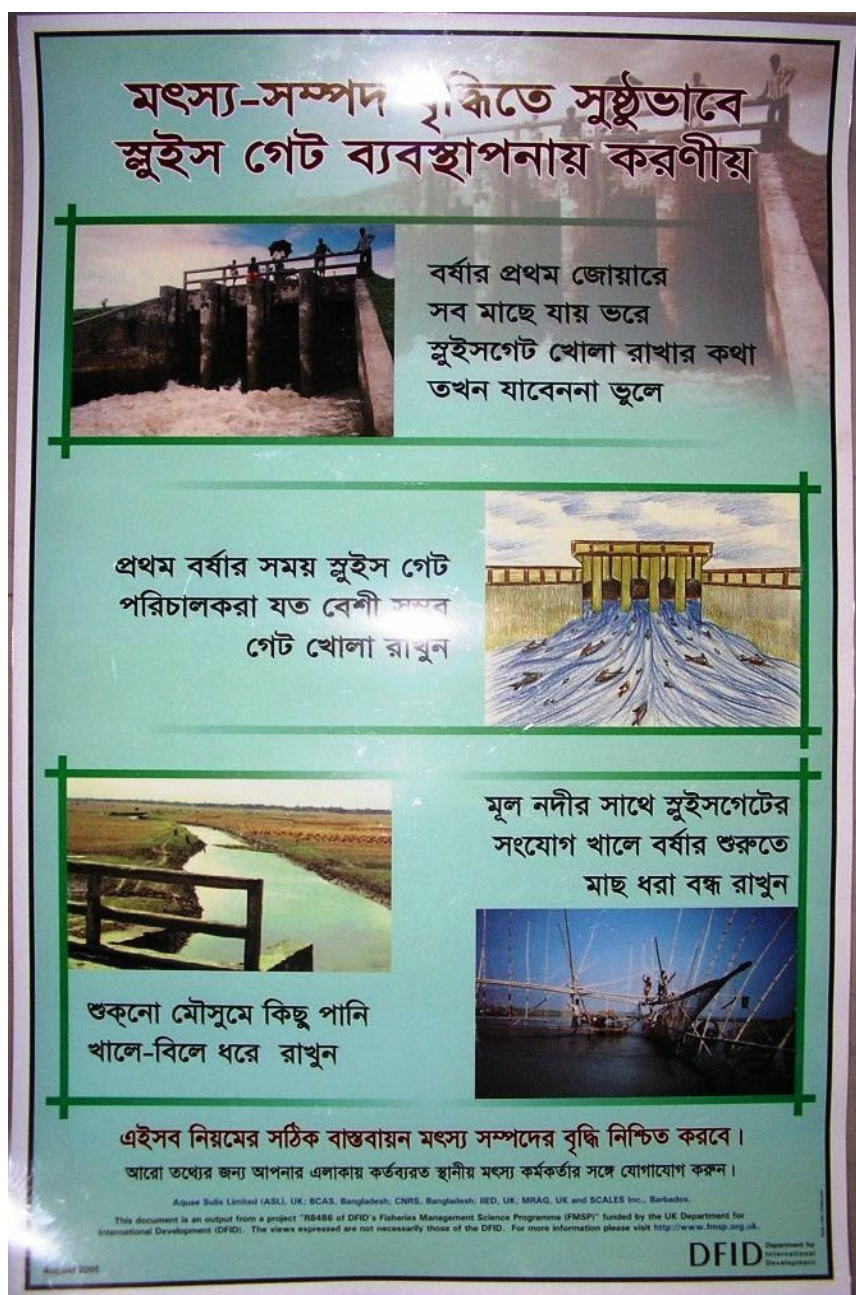 মৎস্য-সম্পদ বৃদ্ধিতে সুষ্ঠুভাবে
স্লুইস গেট ব্যবস্থাপনায় করণীয়
বর্ষার প্রথম জোয়ারে
সব মাছে যায় ভরে
স্লুইসগেট খোলা রাখার কথা
তখন যাবেননা ভুলে
প্রথম বর্ষার সময় স্লুইস গেট
পরিচালকরা যত বেশী সম্ভব
গেট খোলা রাখুন
মূল নদীর সাথে স্লুইসগেটের
সংযোগ খালে বর্ষার শুরুতে
মাছ ধরা বন্ধ রাখুন
শুক্‌নো মৌসুমে কিছু পানি
খালে-বিলে ধরে রাখুন
এইসব নিয়মের সঠিক বাস্তবায়ন মৎস্য সম্পদের বৃদ্ধি নিশ্চিত করবে।
আরো তথ্যের জন্য আপনার এলাকায় কর্তব্যরত স্থানীয় মৎস্য কর্মকর্তার সঙ্গে যোগাযোগ করুন।
Aquae Sulis Limited (ASL), UK; BCAS, Bangladesh; CNRS, Bangladesh; IIED, UK; MRAG, UK and SCALES Inc., Barbados.
This document is an output from a project "R8486 of DFID's Fisheries Management Science Programme (FMSP)" funded by the UK Department for
International Development (DFID). The views expressed are not necessarily those of the DFID. For more information please visit http://www.fmsp.org.uk.
DFID
Department for
International
Development
August 2005